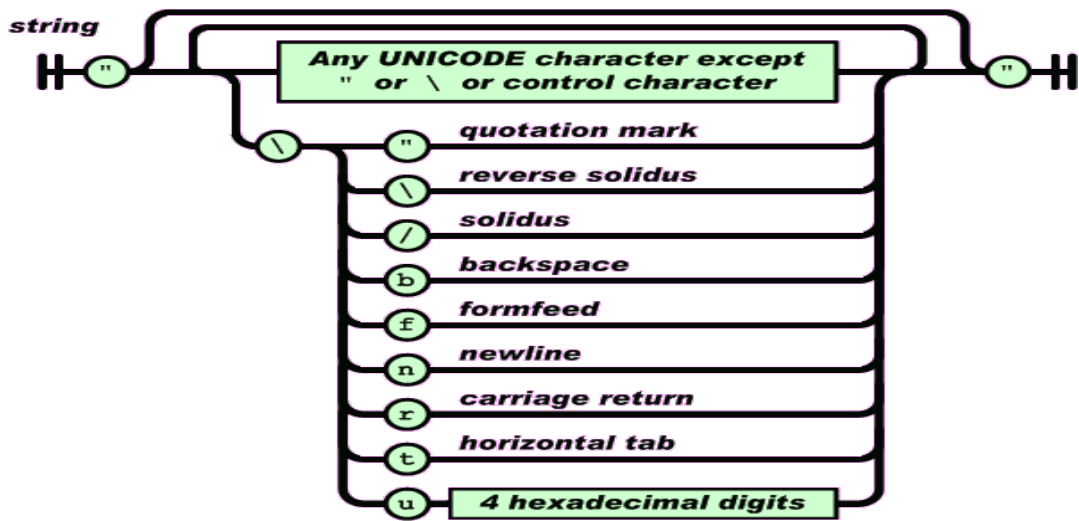 string
" Any UNICODE character except "
" or \ or control character
\ " quotation mark
\ reverse solidus
/ solidus
b backspace
f formfeed
n newline
r carriage return
t horizontal tab
u 4 hexadecimal digits